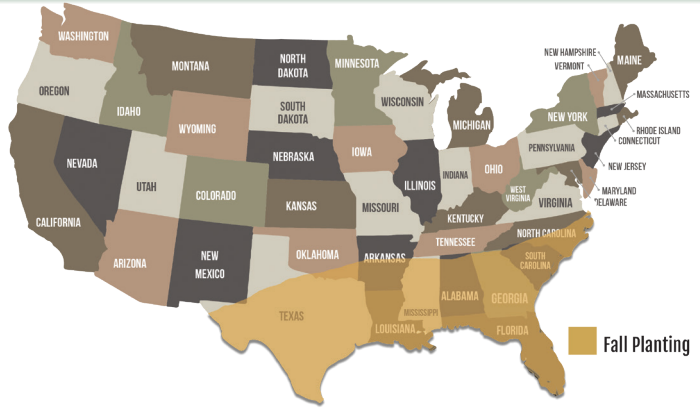 WASHINGTON
OREGON
IDAHO
MONTANA
NORTH
DAKOTA
MINNESOTA
SOUTH
DAKOTA
WISCONSIN
MICHIGAN
WYOMING
NEVADA
UTAH
COLORADO
CALIFORNIA
ARIZONA
NEW
MEXICO
NEBRASKA
KANSAS
OKLAHOMA
TEXAS
IOWA
MISSOURI
ARKANSAS
LOUISIANA
ILLINOIS
INDIANA
OHIO
KENTUCKY
TENNESSEE
MISSISSIPPI
ALABAMA
GEORGIA
FLORIDA
SOUTH
CAROLINA
NORTH CAROLINA
VIRGINIA
WEST
VIRGINIA
PENNSYLVANIA
NEW YORK
NEW HAMPSHIRE
VERMONT
MAINE
MASSACHUSETTS
RHODE ISLAND
CONNECTICUT
NEW JERSEY
MARYLAND
DELAWARE
Fall Planting